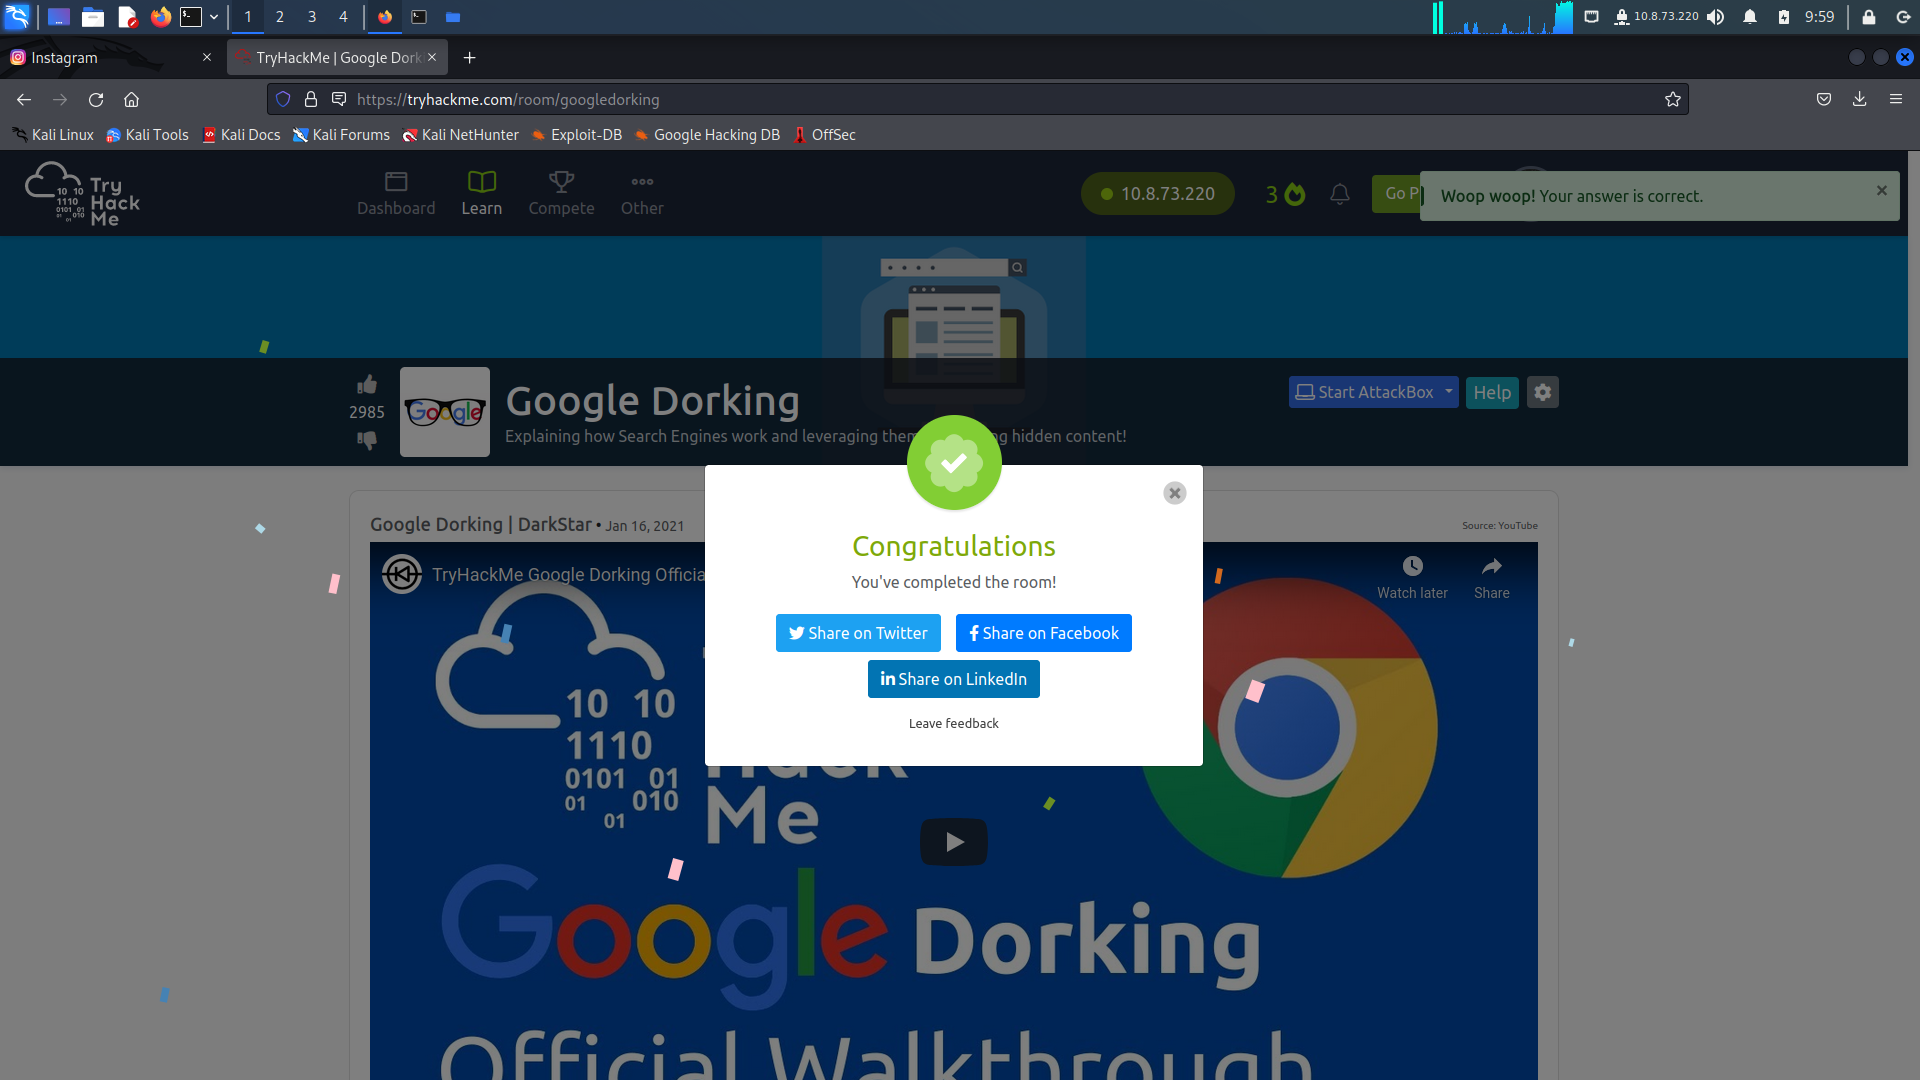 1 2 3 4
10.8.73.220
9:59
Instagram
TryHackMe | Google Dork
https://tryhackme.com/room/googledorking
Kali Linux Kali Tools Kali Docs Kali Forums Kali NetHunter Exploit-DB Google Hacking DB OffSec
Try
Hack
Me
10 10
1110
0101 01
01 010
01
Dashboard Learn Compete Other
10.8.73.220
3
Go P
Woop woop! Your answer is correct.
2985
Google
Google Dorking
Explaining how Search Engines work and leveraging them
g hidden content!
Start AttackBox
Help
Google Dorking | DarkStar • Jan 16, 2021
Source: YouTube
TryHackMe Google Dorking Officia
Watch later
Share
Congratulations
You've completed the room!
Share on Twitter
Share on Facebook
Share on LinkedIn
Leave feedback
10 10
1110
0101 01
01 010
01
Hack
Me
Google Dorking
Official Walkthrough